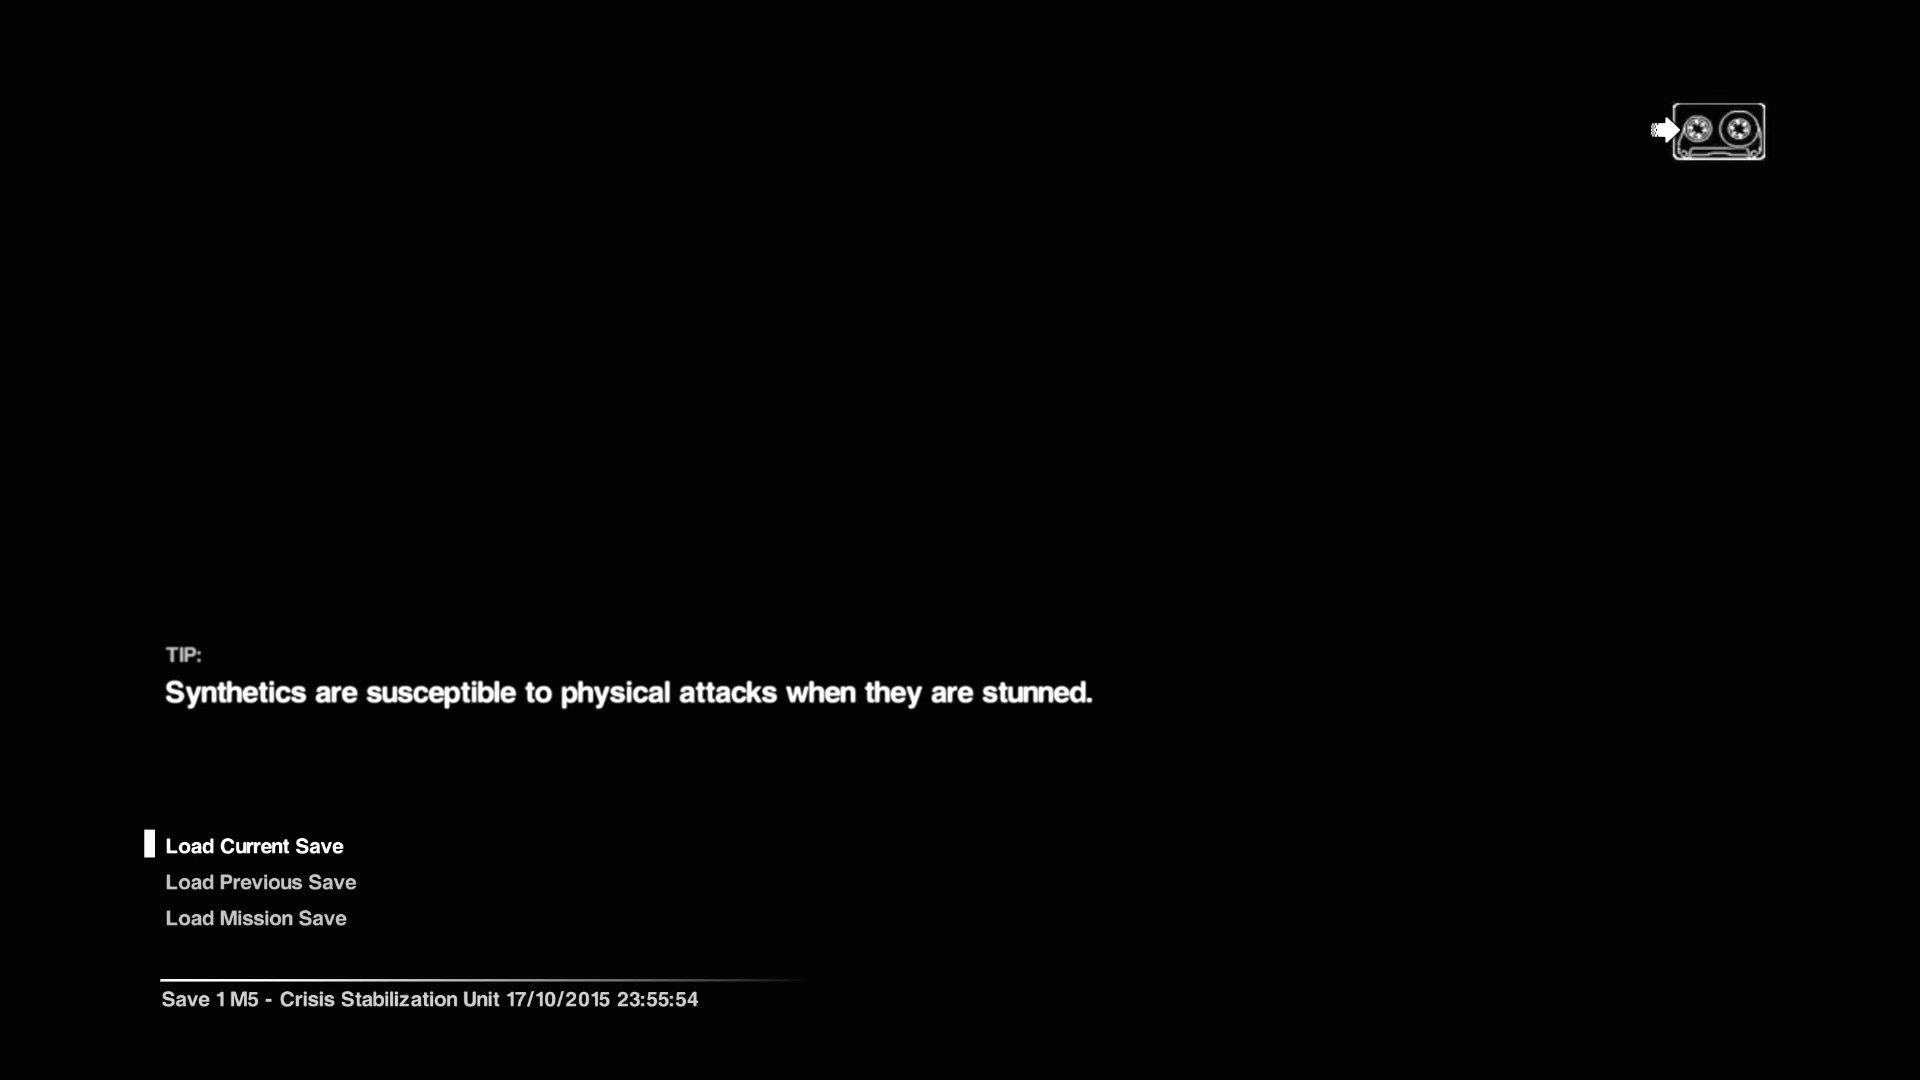 TIP:
Synthetics are susceptible to physical attacks when they are stunned.
Load Current Save
Load Previous Save
Load Mission Save
Save 1 M5 - Crisis Stabilization Unit 17/10/2015 23:55:54